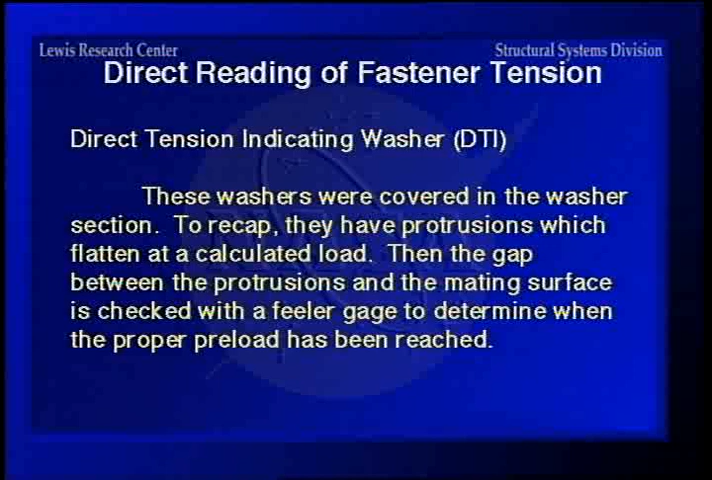 Lewis Research Center
Structural Systems Division
Direct Reading of Fastener Tension
Direct Tension Indicating Washer (DTI)
These washers were covered in the washer
section. To recap, they have protrusions which
flatten at a calculated load. Then the gap
between the protrusions and the mating surface
is checked with a feeler gage to determine when
the proper preload has been reached.